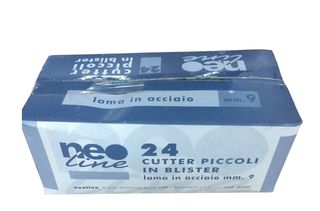 neo
line
24
cutter
piccoli
in blister
lama in acciaio
mm. 9
neo
line
24
CUTTER PICCOLI
IN BLISTER
lama in acciaio mm. 9
neoline